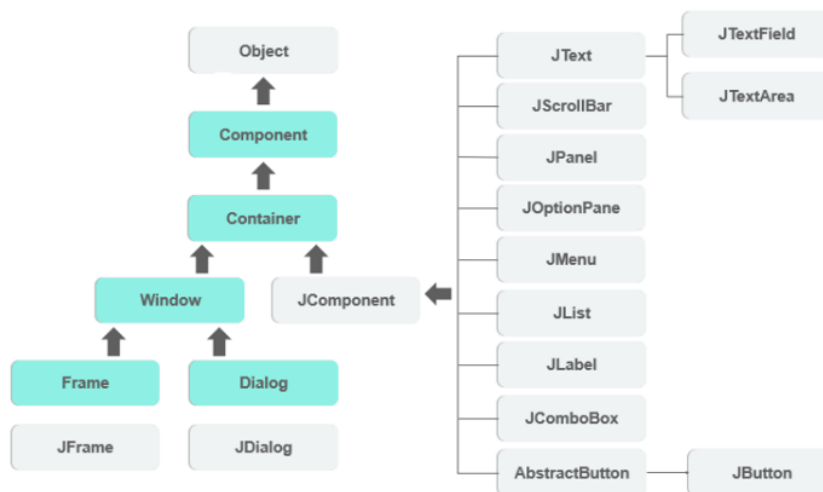 Object
Component
Container
Window
JComponent
Frame
Dialog
JFrame
JDialog
JText
JScrollBar
JPanel
JOptionPane
JMenu
JList
JLabel
JComboBox
AbstractButton
JTextField
JTextArea
JButton